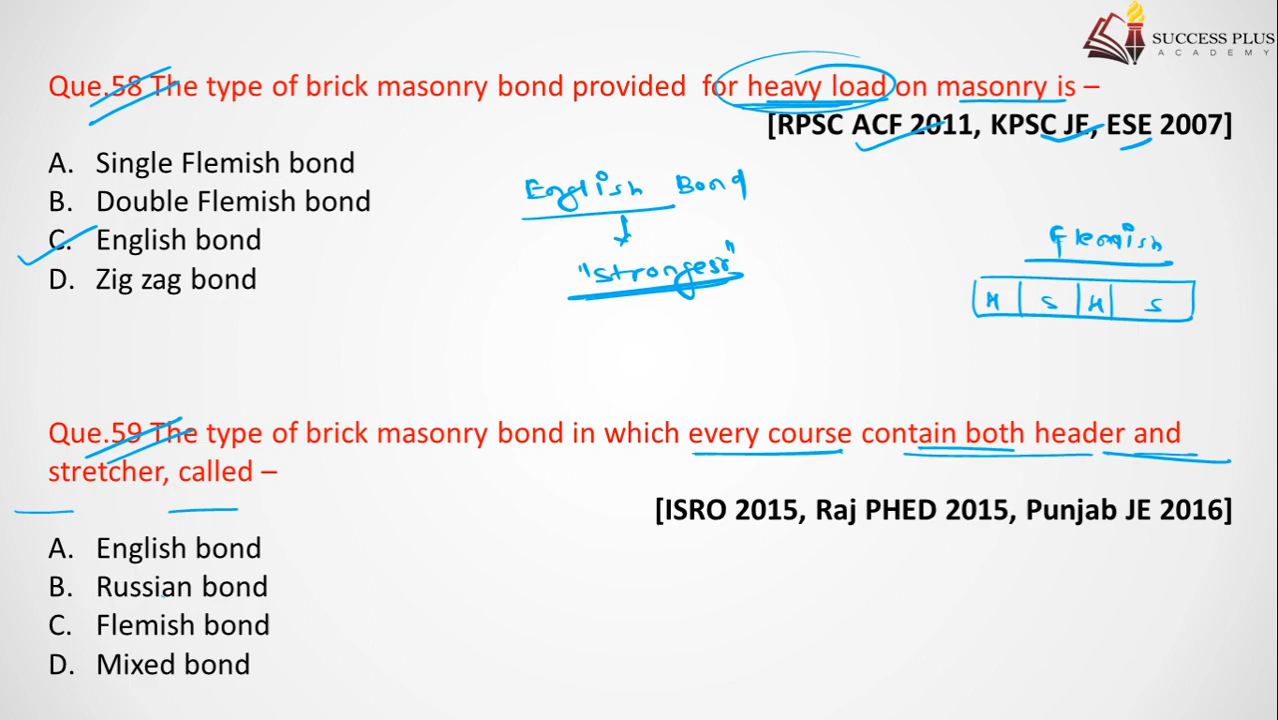 SUCCESS PLUS
ACADEMY
Que.58 The type of brick masonry bond provided for heavy load on masonry is –
[RPSC ACF 2011, KPSC JE, ESE 2007]
A. Single Flemish bond
B. Double Flemish bond
C. English bond
D. Zig zag bond
English Bond
"Strongest"
Flemish
H S H S
Que.59 The type of brick masonry bond in which every course contain both header and
stretcher, called –
[ISRO 2015, Raj PHED 2015, Punjab JE 2016]
A. English bond
B. Russian bond
C. Flemish bond
D. Mixed bond